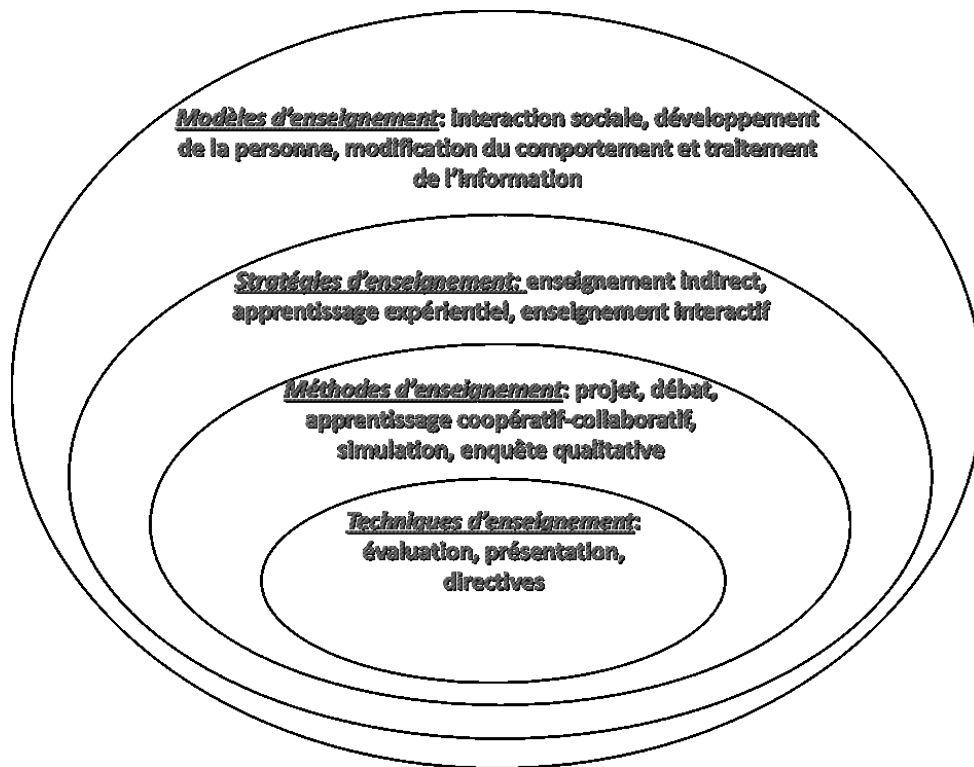 Modèles d'enseignement: interaction sociale, développement
de la personne, modification du comportement et traitement
de l'information
Stratégies d'enseignement: enseignement indirect,
apprentissage expérientiel, enseignement interactif
Méthodes d'enseignement: projet, débat,
apprentissage coopératif-collaboratif,
simulation, enquête qualitative
Techniques d'enseignement:
évaluation, présentation,
directives